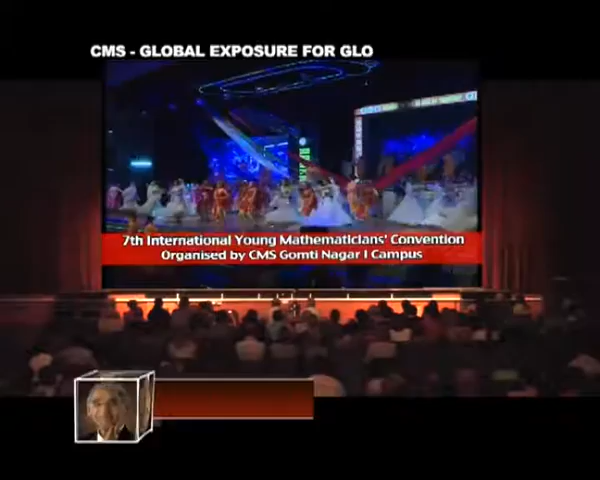 CMS - GLOBAL EXPOSURE FOR GLO
7th International Young Mathematicians' Convention
Organised by CMS Gomti Nagar I Campus